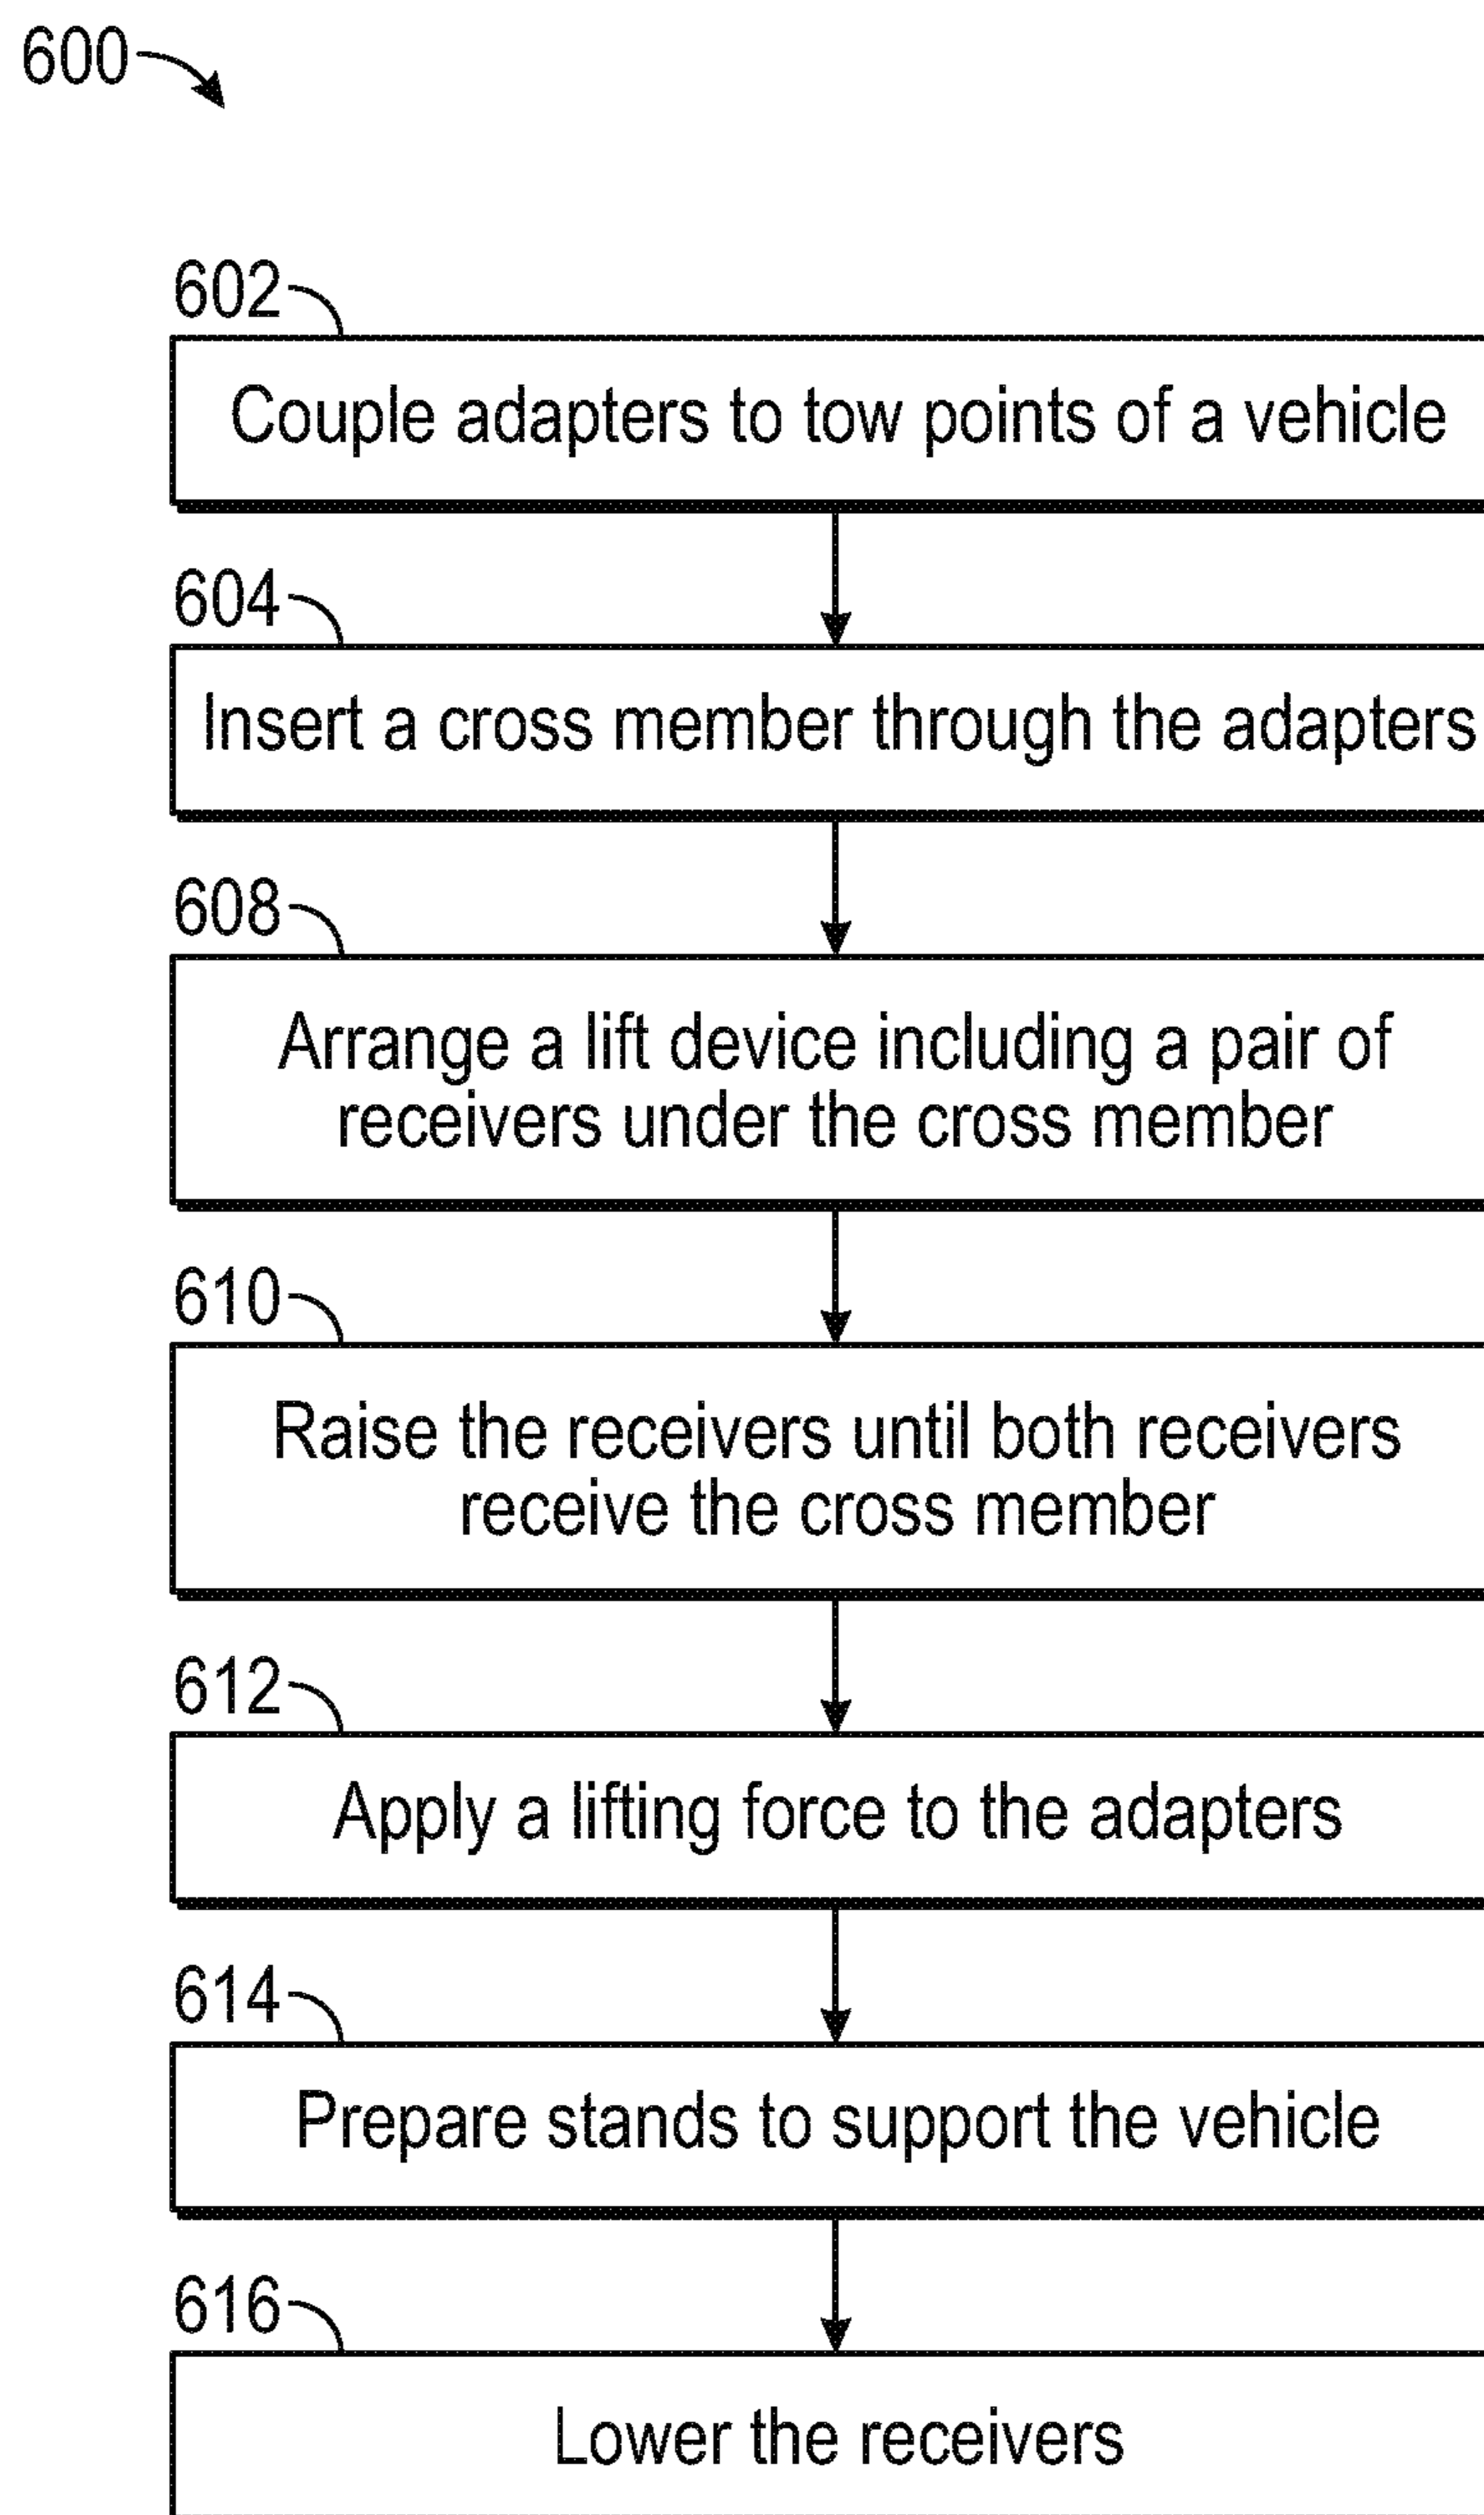 600
602
Couple adapters to tow points of a vehicle
604
Insert a cross member through the adapters
608
Arrange a lift device including a pair of
receivers under the cross member
610
Raise the receivers until both receivers
receive the cross member
612
Apply a lifting force to the adapters
614
Prepare stands to support the vehicle
616
Lower the receivers